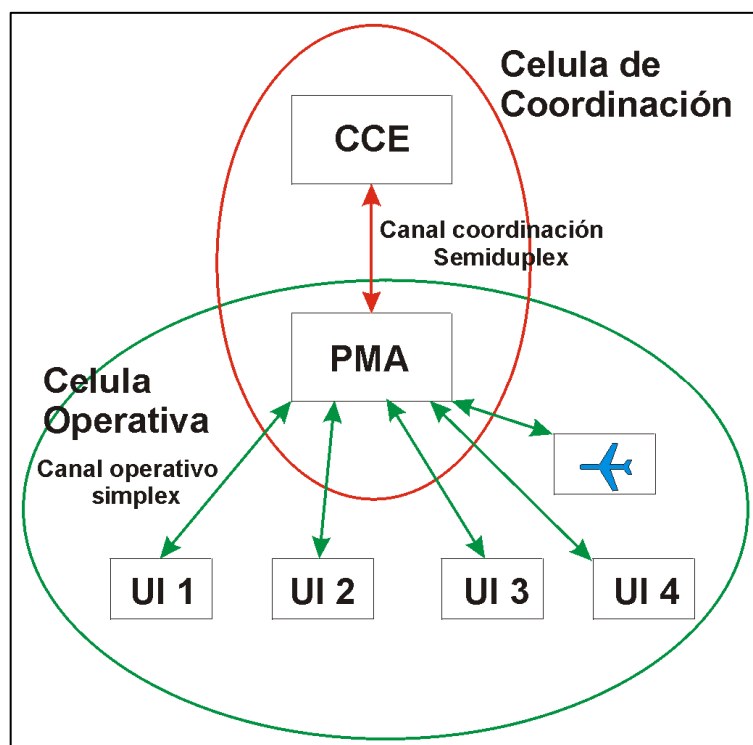 Celula de
Coordinación
CCE
Canal coordinación
Semiduplex
PMA
Celula
Operativa
Canal operativo
simplex
UI 1
UI 2
UI 3
UI 4